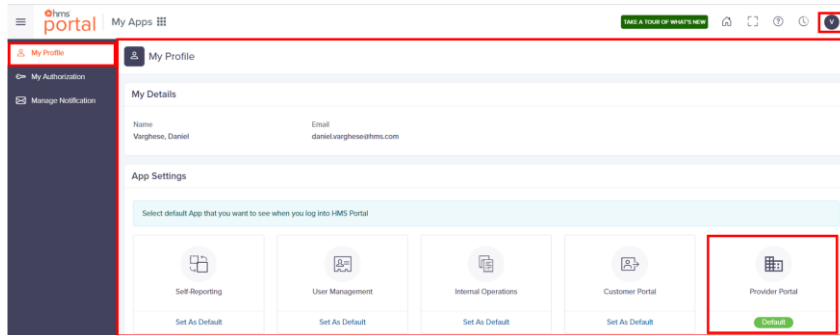 hms
portal
My Apps
TAKE A TOUR OF WHAT'S NEW
V
My Profile
My Authorization
Manage Notification
My Profile
My Details
Name
Email
Varghese, Daniel
daniel.varghese@hms.com
App Settings
Select default App that you want to see when you log into HMS Portal
Self-Reporting
User Management
Internal Operations
Customer Portal
Provider Portal
Set As Default
Set As Default
Set As Default
Set As Default
Default